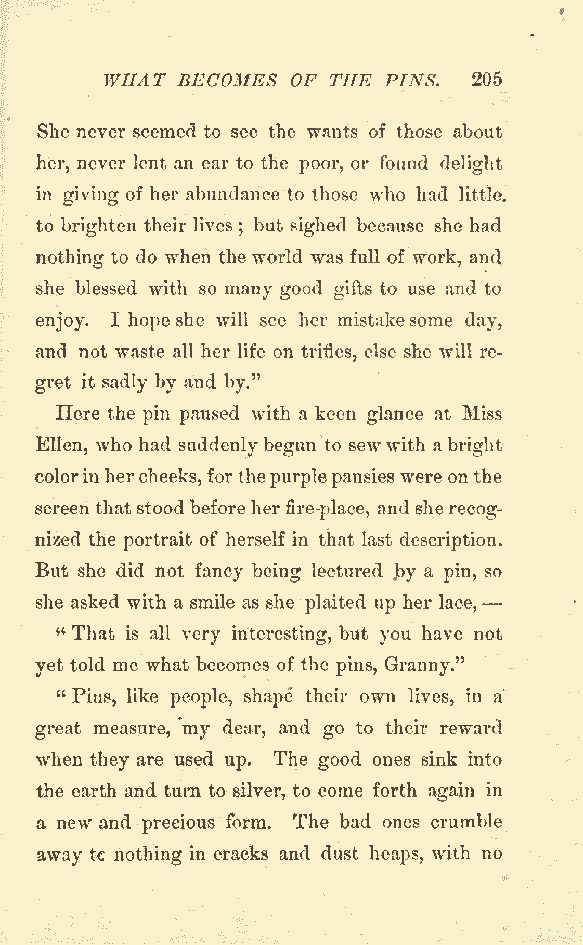 WHAT BECOMES OF THE PINS. 205
She never seemed to see the wants of those about
her, never lent an ear to the poor, or found delight
in giving of her abundance to those who had little.
to brighten their lives; but sighed because she had
nothing to do when the world was full of work, and
she blessed with so many good gifts to use and to
enjoy. I hope she will see her mistake some day,
and not waste all her life on trifles, else she will re-
gret it sadly by and by."
Here the pin paused with a keen glance at Miss
Ellen, who had suddenly begun to sew with a bright
color in her cheeks, for the purple pansies were on the
screen that stood before her fire-place, and she recog-
nized the portrait of herself in that last description.
But she did not fancy being lectured by a pin, so
she asked with a smile as she plaited up her lace, —
"That is all very interesting, but you have not
yet told me what becomes of the pins, Granny."
"Pins, like people, shape their own lives, in a
great measure, my dear, and go to their reward
when they are used up. The good ones sink into
the earth and turn to silver, to come forth again in
a new and precious form. The bad ones crumble
away to nothing in cracks and dust heaps, with no